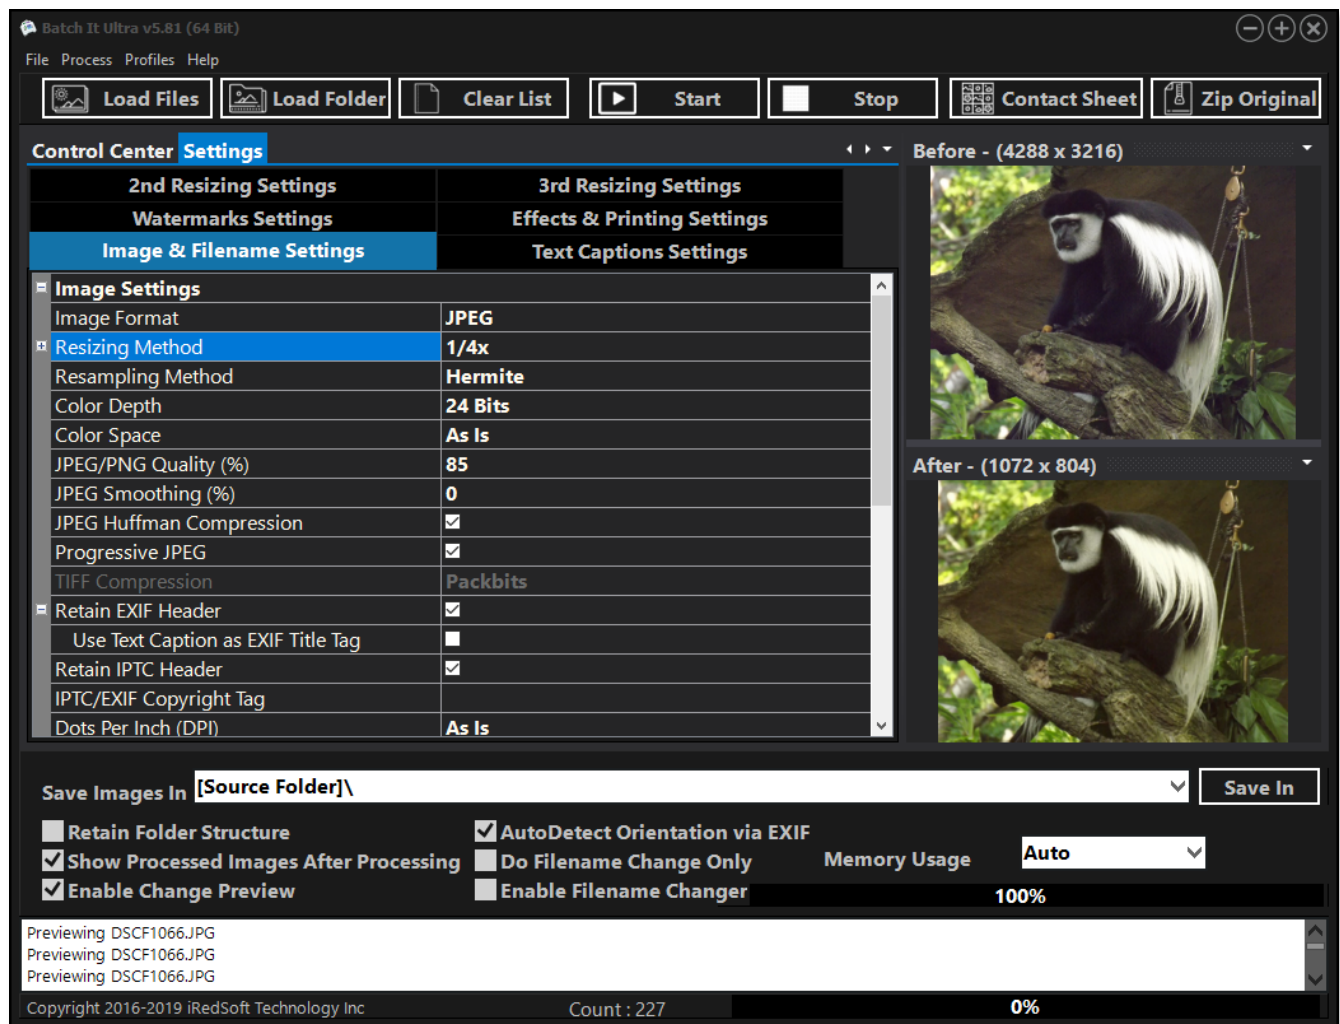 Batch It Ultra v5.81 (64 Bit)
File Process Profiles Help
Load Files Load Folder Clear List Start Stop Contact Sheet Zip Original
Control Center Settings
2nd Resizing Settings 3rd Resizing Settings
Watermarks Settings Effects & Printing Settings
Image & Filename Settings Text Captions Settings
Image Settings
Image Format JPEG
Resizing Method 1/4x
Resampling Method Hermite
Color Depth 24 Bits
Color Space As Is
JPEG/PNG Quality (%) 85
JPEG Smoothing (%) 0
JPEG Huffman Compression
Progressive JPEG
TIFF Compression Packbits
Retain EXIF Header
Use Text Caption as EXIF Title Tag
Retain IPTC Header
IPTC/EXIF Copyright Tag
Dots Per Inch (DPI) As Is
Before - (4288 x 3216)
After - (1072 x 804)
Save Images In [Source Folder]\ Save In
Retain Folder Structure AutoDetect Orientation via EXIF
Show Processed Images After Processing Do Filename Change Only Memory Usage Auto
Enable Change Preview Enable Filename Changer 100%
Previewing DSCF1066.JPG
Previewing DSCF1066.JPG
Previewing DSCF1066.JPG
Copyright 2016-2019 iRedSoft Technology Inc Count : 227 0%